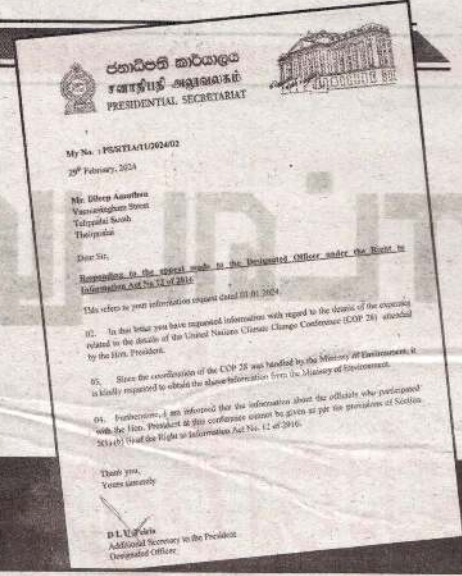 ජනාධිපති කාර්යාලය
சனாதிபதி அலுவலகம்
PRESIDENTIAL SECRETARIAT
My No. : PS/RTIA/11/2024/02
29th February, 2024
Mr. Dileep Amuthan
Street
Tellippalai South
Thellippalai
Dear Sir,
Responding to the appeal made to the Designated Officer under the Right to
Information Act No 12 of 2016
This refers to your information request dated 01.01.2024.
02. In that letter you have requested information with regard to the details of the expenses
related to the details of the United Nations Climate Change Conference (COP 28) attended
by the Hon. President.
03. Since the coordination of the COP 28 was handled by the Ministry of Environment, it
is kindly requested to obtain the above information from the Ministry of Environment.
04. Furthermore, I am informed that the information about the officials who participated
with the Hon. President at this conference cannot be given as per the provisions of Section
of the Right to Information Act No. 12 of 2016.
Thank you,
Yours sincerely
D L U Peiris
Additional Secretary to the President
Designated Officer